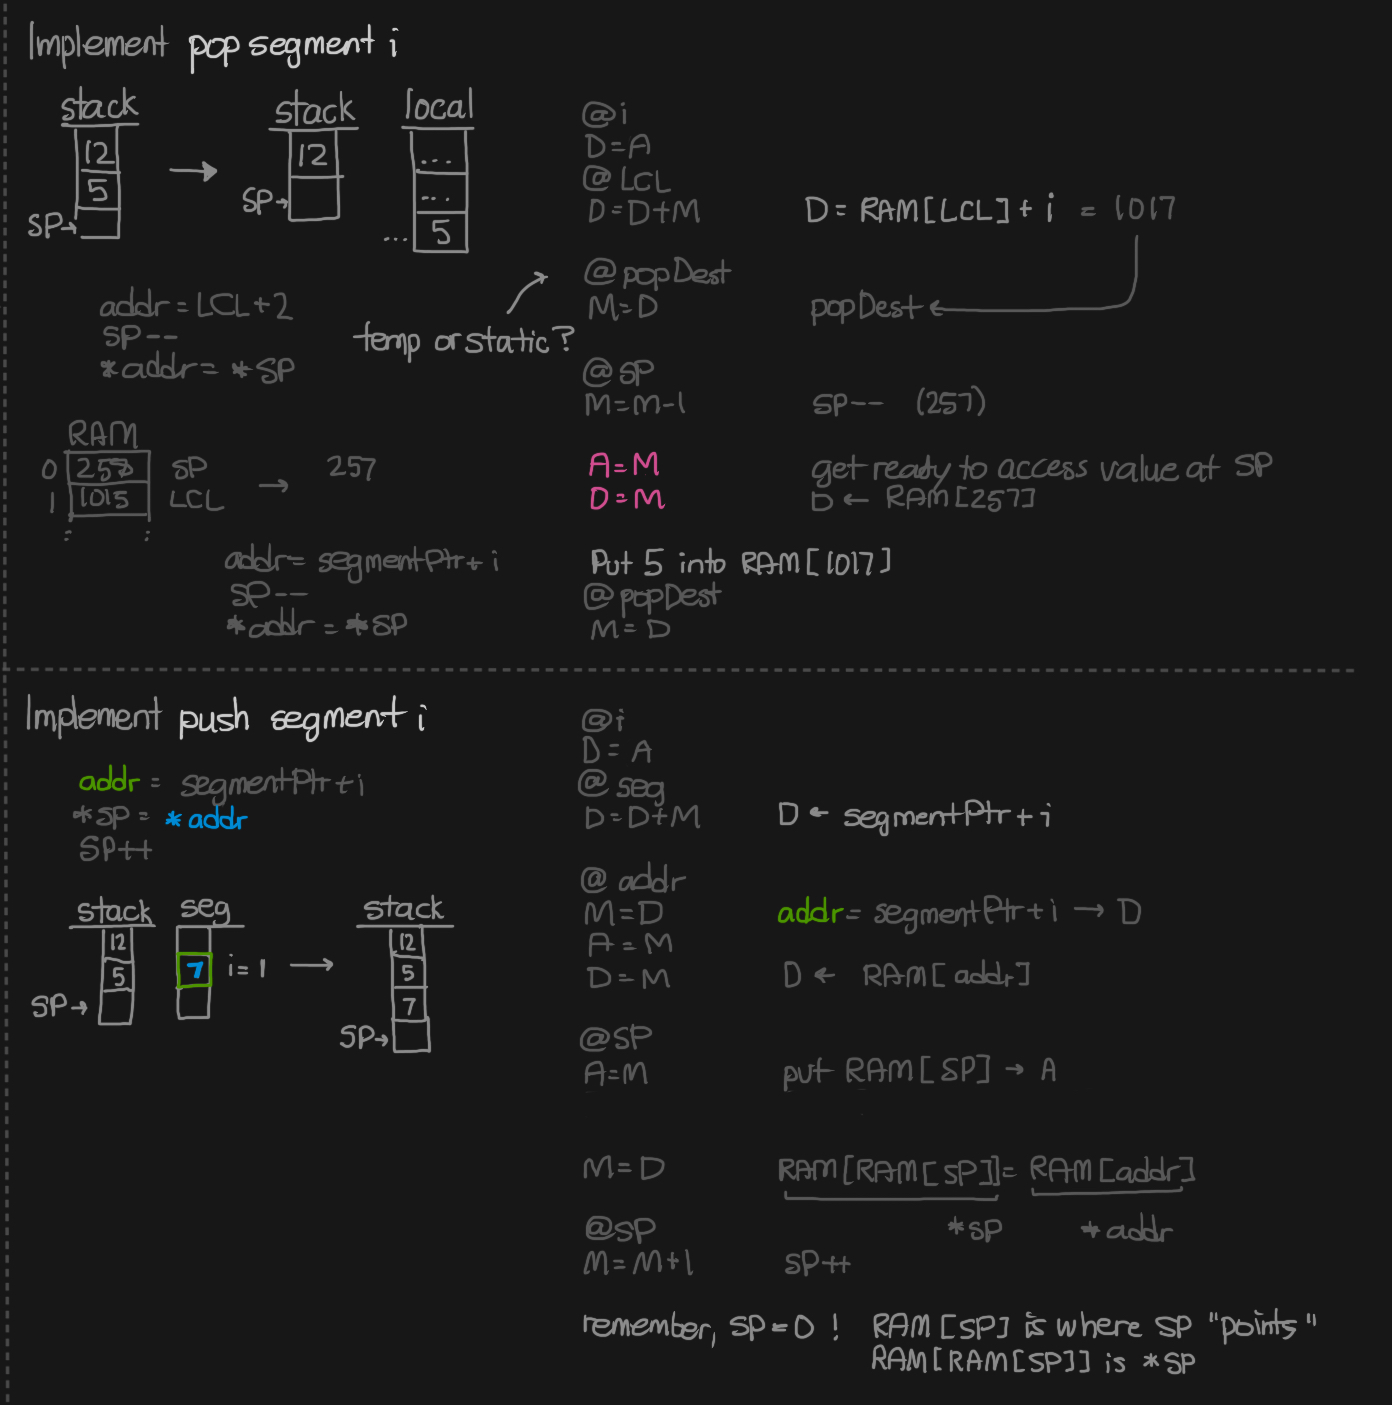 Implement pop segment i
stack
12
5
SP→
→
stack
12
SP→
local
...
...
... 5
addr = LCL+2
SP--
*addr = *SP
temp or static?
RAM
0 258 SP → 257
1 1015 LCL
: :
addr = segmentPtr + i
SP--
*addr = *SP
@i
D=A
@LCL
D=D+M D = RAM[LCL] + i = 1017
@popDest
M=D popDest ←
@SP
M=M-1 SP-- (257)
A=M get ready to access value at SP
D=M D ← RAM[257]
Put 5 into RAM[1017]
@popDest
M=D
Implement push segment i
addr = segmentPtr + i
*SP = *addr
SP++
stack
12
5
SP→
seg
7 i=1 →
stack
12
5
7
SP→
@i
D=A
@seg
D=D+M D ← segmentPtr + i
@addr
M=D addr = segmentPtr + i → D
A=M
D=M D ← RAM[addr]
@SP
A=M put RAM[SP] → A
M=D RAM[RAM[SP]] = RAM[addr]
*SP *addr
@SP
M=M+1 SP++
remember, SP=0! RAM[SP] is where SP "points"
RAM[RAM[SP]] is *SP